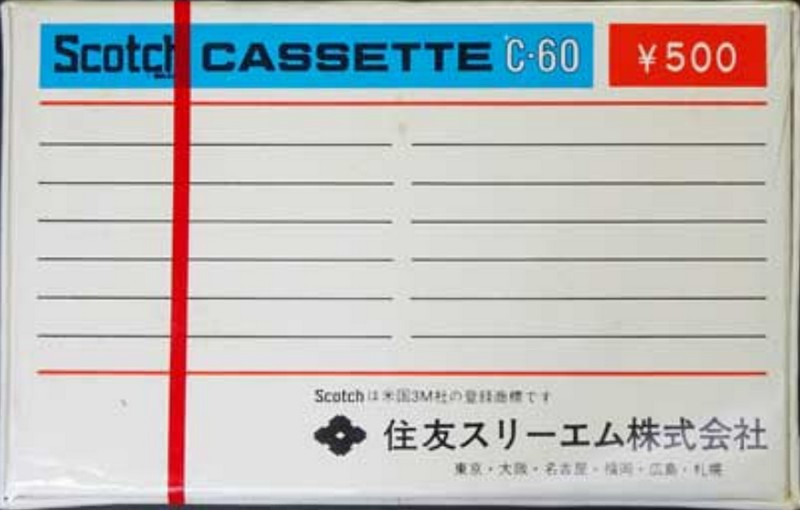 Scotch CASSETTE C·60 ¥500
Scotchは米国3M社の登録商標です
住友スリーエム株式会社
東京・大阪・名古屋・福岡・広島・札幌